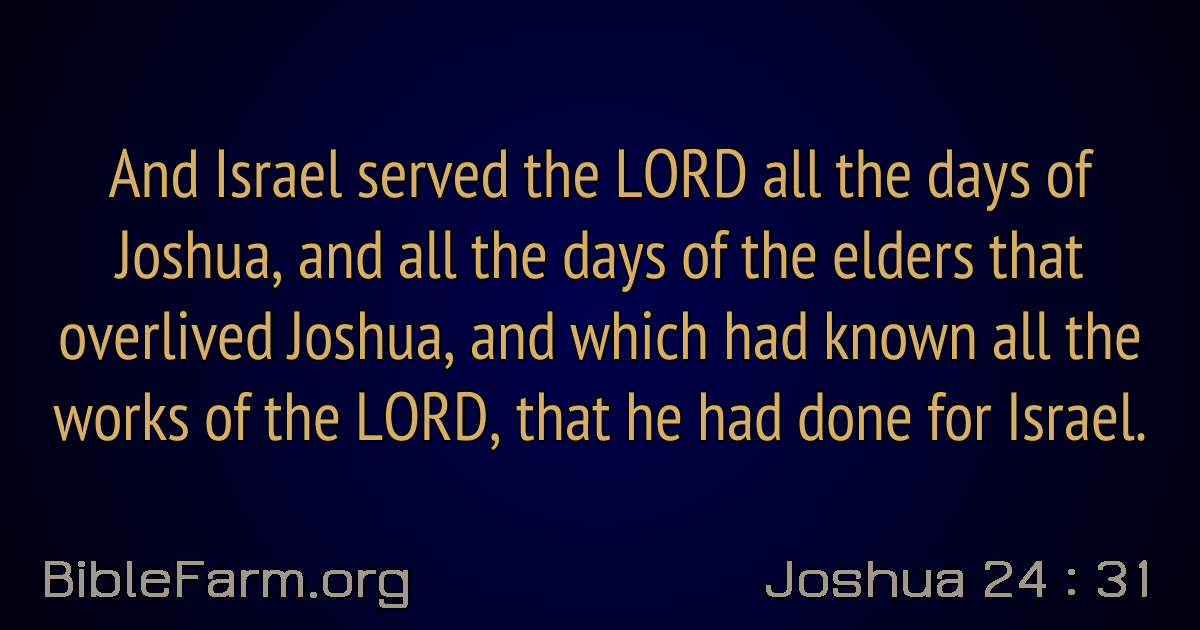 And Israel served the LORD all the days of
Joshua, and all the days of the elders that
overlived Joshua, and which had known all the
works of the LORD, that he had done for Israel.
BibleFarm.org
Joshua 24 : 31